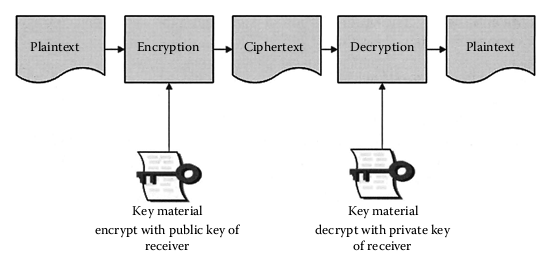 Plaintext
Encryption
Ciphertext
Decryption
Plaintext
Key material
encrypt with public key of
receiver
Key material
decrypt with private key
of receiver